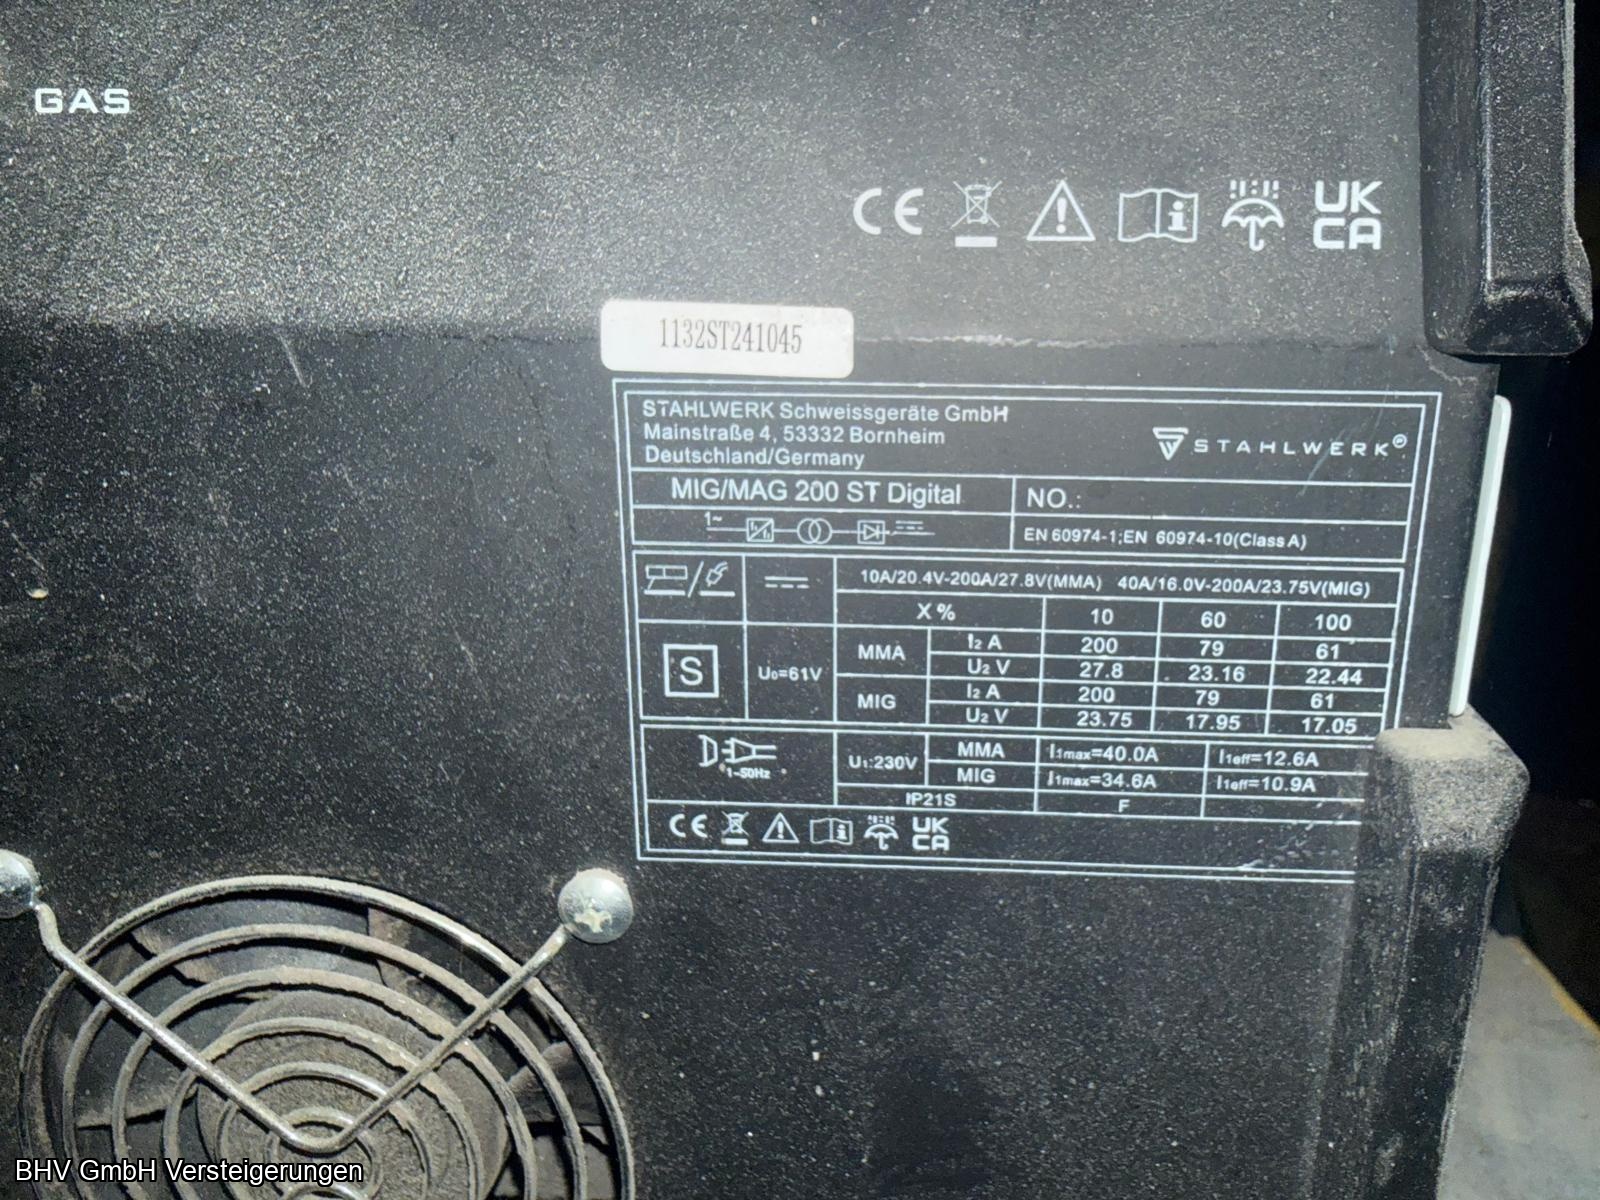 GAS
CE UK
CA
1132ST241045
STAHLWERK Schweissgeräte GmbH
Mainstraße 4, 53332 Bornheim
Deutschland/Germany
STAHLWERK®
MIG/MAG 200 ST Digital NO.:
1~ EN 60974-1;EN 60974-10(Class A)
10A/20.4V-200A/27.8V(MMA) 40A/16.0V-200A/23.75V(MIG)
X% 10 60 100
S U₀=61V
MMA I₂ A 200 79 61
U₂ V 27.8 23.16 22.44
MIG I₂ A 200 79 61
U₂ V 23.75 17.95 17.05
1~50Hz U₁:230V
MMA I₁max=40.0A I₁eff=12.6A
MIG I₁max=34.6A I₁eff=10.9A
IP21S F
CE UK
CA
BHV GmbH Versteigerungen